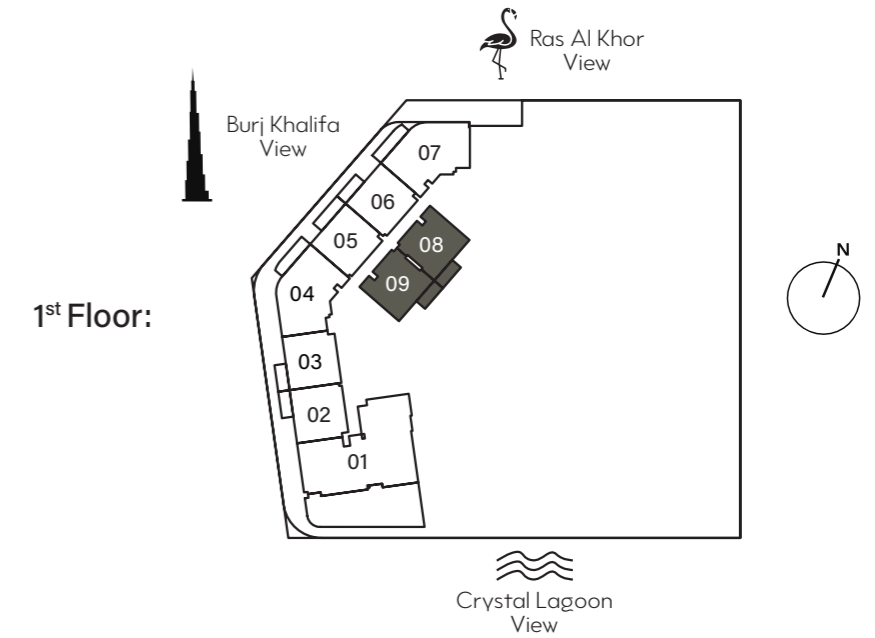 Ras Al Khor
View
Burj Khalifa
View
07
06
05
08
N
09
04
1st Floor:
03
02
01
Crystal Lagoon
View